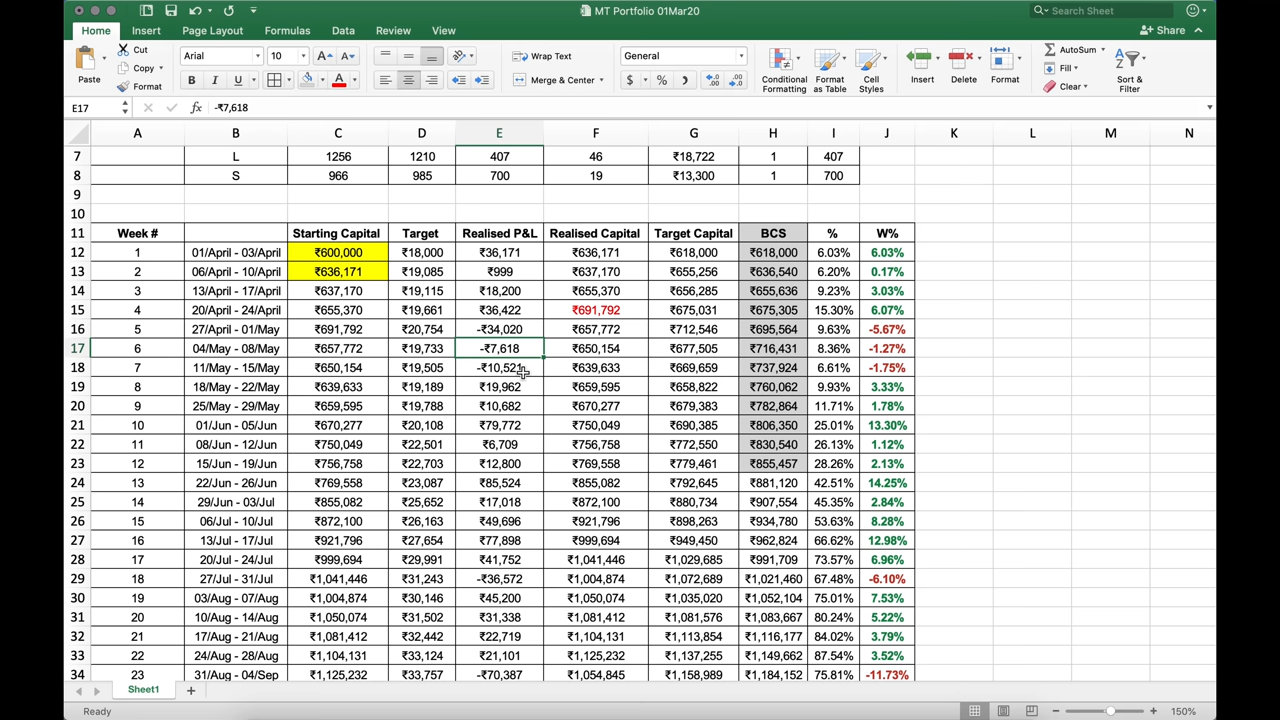 MT Portfolio 01Mar20
Search Sheet
Home Insert Page Layout Formulas Data Review View Share
Paste Cut Copy Format
Arial 10
B I U
Wrap Text
Merge & Center
General
$ % )
Conditional Formatting
Format as Table
Cell Styles
Insert Delete Format
AutoSum
Fill
Clear
Sort & Filter
E17 fx -₹7,618
A B C D E F G H I J K L M N
7 L 1256 1210 407 46 ₹18,722 1 407
8 S 966 985 700 19 ₹13,300 1 700
9
10
11 Week # Starting Capital Target Realised P&L Realised Capital Target Capital BCS % W%
12 1 01/April - 03/April ₹600,000 ₹18,000 ₹36,171 ₹636,171 ₹618,000 ₹618,000 6.03% 6.03%
13 2 06/April - 10/April ₹636,171 ₹19,085 ₹999 ₹637,170 ₹655,256 ₹636,540 6.20% 0.17%
14 3 13/April - 17/April ₹637,170 ₹19,115 ₹18,200 ₹655,370 ₹656,285 ₹655,636 9.23% 3.03%
15 4 20/April - 24/April ₹655,370 ₹19,661 ₹36,422 ₹691,792 ₹675,031 ₹675,305 15.30% 6.07%
16 5 27/April - 01/May ₹691,792 ₹20,754 -₹34,020 ₹657,772 ₹712,546 ₹695,564 9.63% -5.67%
17 6 04/May - 08/May ₹657,772 ₹19,733 -₹7,618 ₹650,154 ₹677,505 ₹716,431 8.36% -1.27%
18 7 11/May - 15/May ₹650,154 ₹19,505 -₹10,521 ₹639,633 ₹669,659 ₹737,924 6.61% -1.75%
19 8 18/May - 22/May ₹639,633 ₹19,189 ₹19,962 ₹659,595 ₹658,822 ₹760,062 9.93% 3.33%
20 9 25/May - 29/May ₹659,595 ₹19,788 ₹10,682 ₹670,277 ₹679,383 ₹782,864 11.71% 1.78%
21 10 01/Jun - 05/Jun ₹670,277 ₹20,108 ₹79,772 ₹750,049 ₹690,385 ₹806,350 25.01% 13.30%
22 11 08/Jun - 12/Jun ₹750,049 ₹22,501 ₹6,709 ₹756,758 ₹772,550 ₹830,540 26.13% 1.12%
23 12 15/Jun - 19/Jun ₹756,758 ₹22,703 ₹12,800 ₹769,558 ₹779,461 ₹855,457 28.26% 2.13%
24 13 22/Jun - 26/Jun ₹769,558 ₹23,087 ₹85,524 ₹855,082 ₹792,645 ₹881,120 42.51% 14.25%
25 14 29/Jun - 03/Jul ₹855,082 ₹25,652 ₹17,018 ₹872,100 ₹880,734 ₹907,554 45.35% 2.84%
26 15 06/Jul - 10/Jul ₹872,100 ₹26,163 ₹49,696 ₹921,796 ₹898,263 ₹934,780 53.63% 8.28%
27 16 13/Jul - 17/Jul ₹921,796 ₹27,654 ₹77,898 ₹999,694 ₹949,450 ₹962,824 66.62% 12.98%
28 17 20/Jul - 24/Jul ₹999,694 ₹29,991 ₹41,752 ₹1,041,446 ₹1,029,685 ₹991,709 73.57% 6.96%
29 18 27/Jul - 31/Jul ₹1,041,446 ₹31,243 -₹36,572 ₹1,004,874 ₹1,072,689 ₹1,021,460 67.48% -6.10%
30 19 03/Aug - 07/Aug ₹1,004,874 ₹30,146 ₹45,200 ₹1,050,074 ₹1,035,020 ₹1,052,104 75.01% 7.53%
31 20 10/Aug - 14/Aug ₹1,050,074 ₹31,502 ₹31,338 ₹1,081,412 ₹1,081,576 ₹1,083,667 80.24% 5.22%
32 21 17/Aug - 21/Aug ₹1,081,412 ₹32,442 ₹22,719 ₹1,104,131 ₹1,113,854 ₹1,116,177 84.02% 3.79%
33 22 24/Aug - 28/Aug ₹1,104,131 ₹33,124 ₹21,101 ₹1,125,232 ₹1,137,255 ₹1,149,662 87.54% 3.52%
34 23 31/Aug - 04/Sep ₹1,125,232 ₹33,757 -₹70,387 ₹1,054,845 ₹1,158,989 ₹1,184,152 75.81% -11.73%
Sheet1 +
Ready 150%